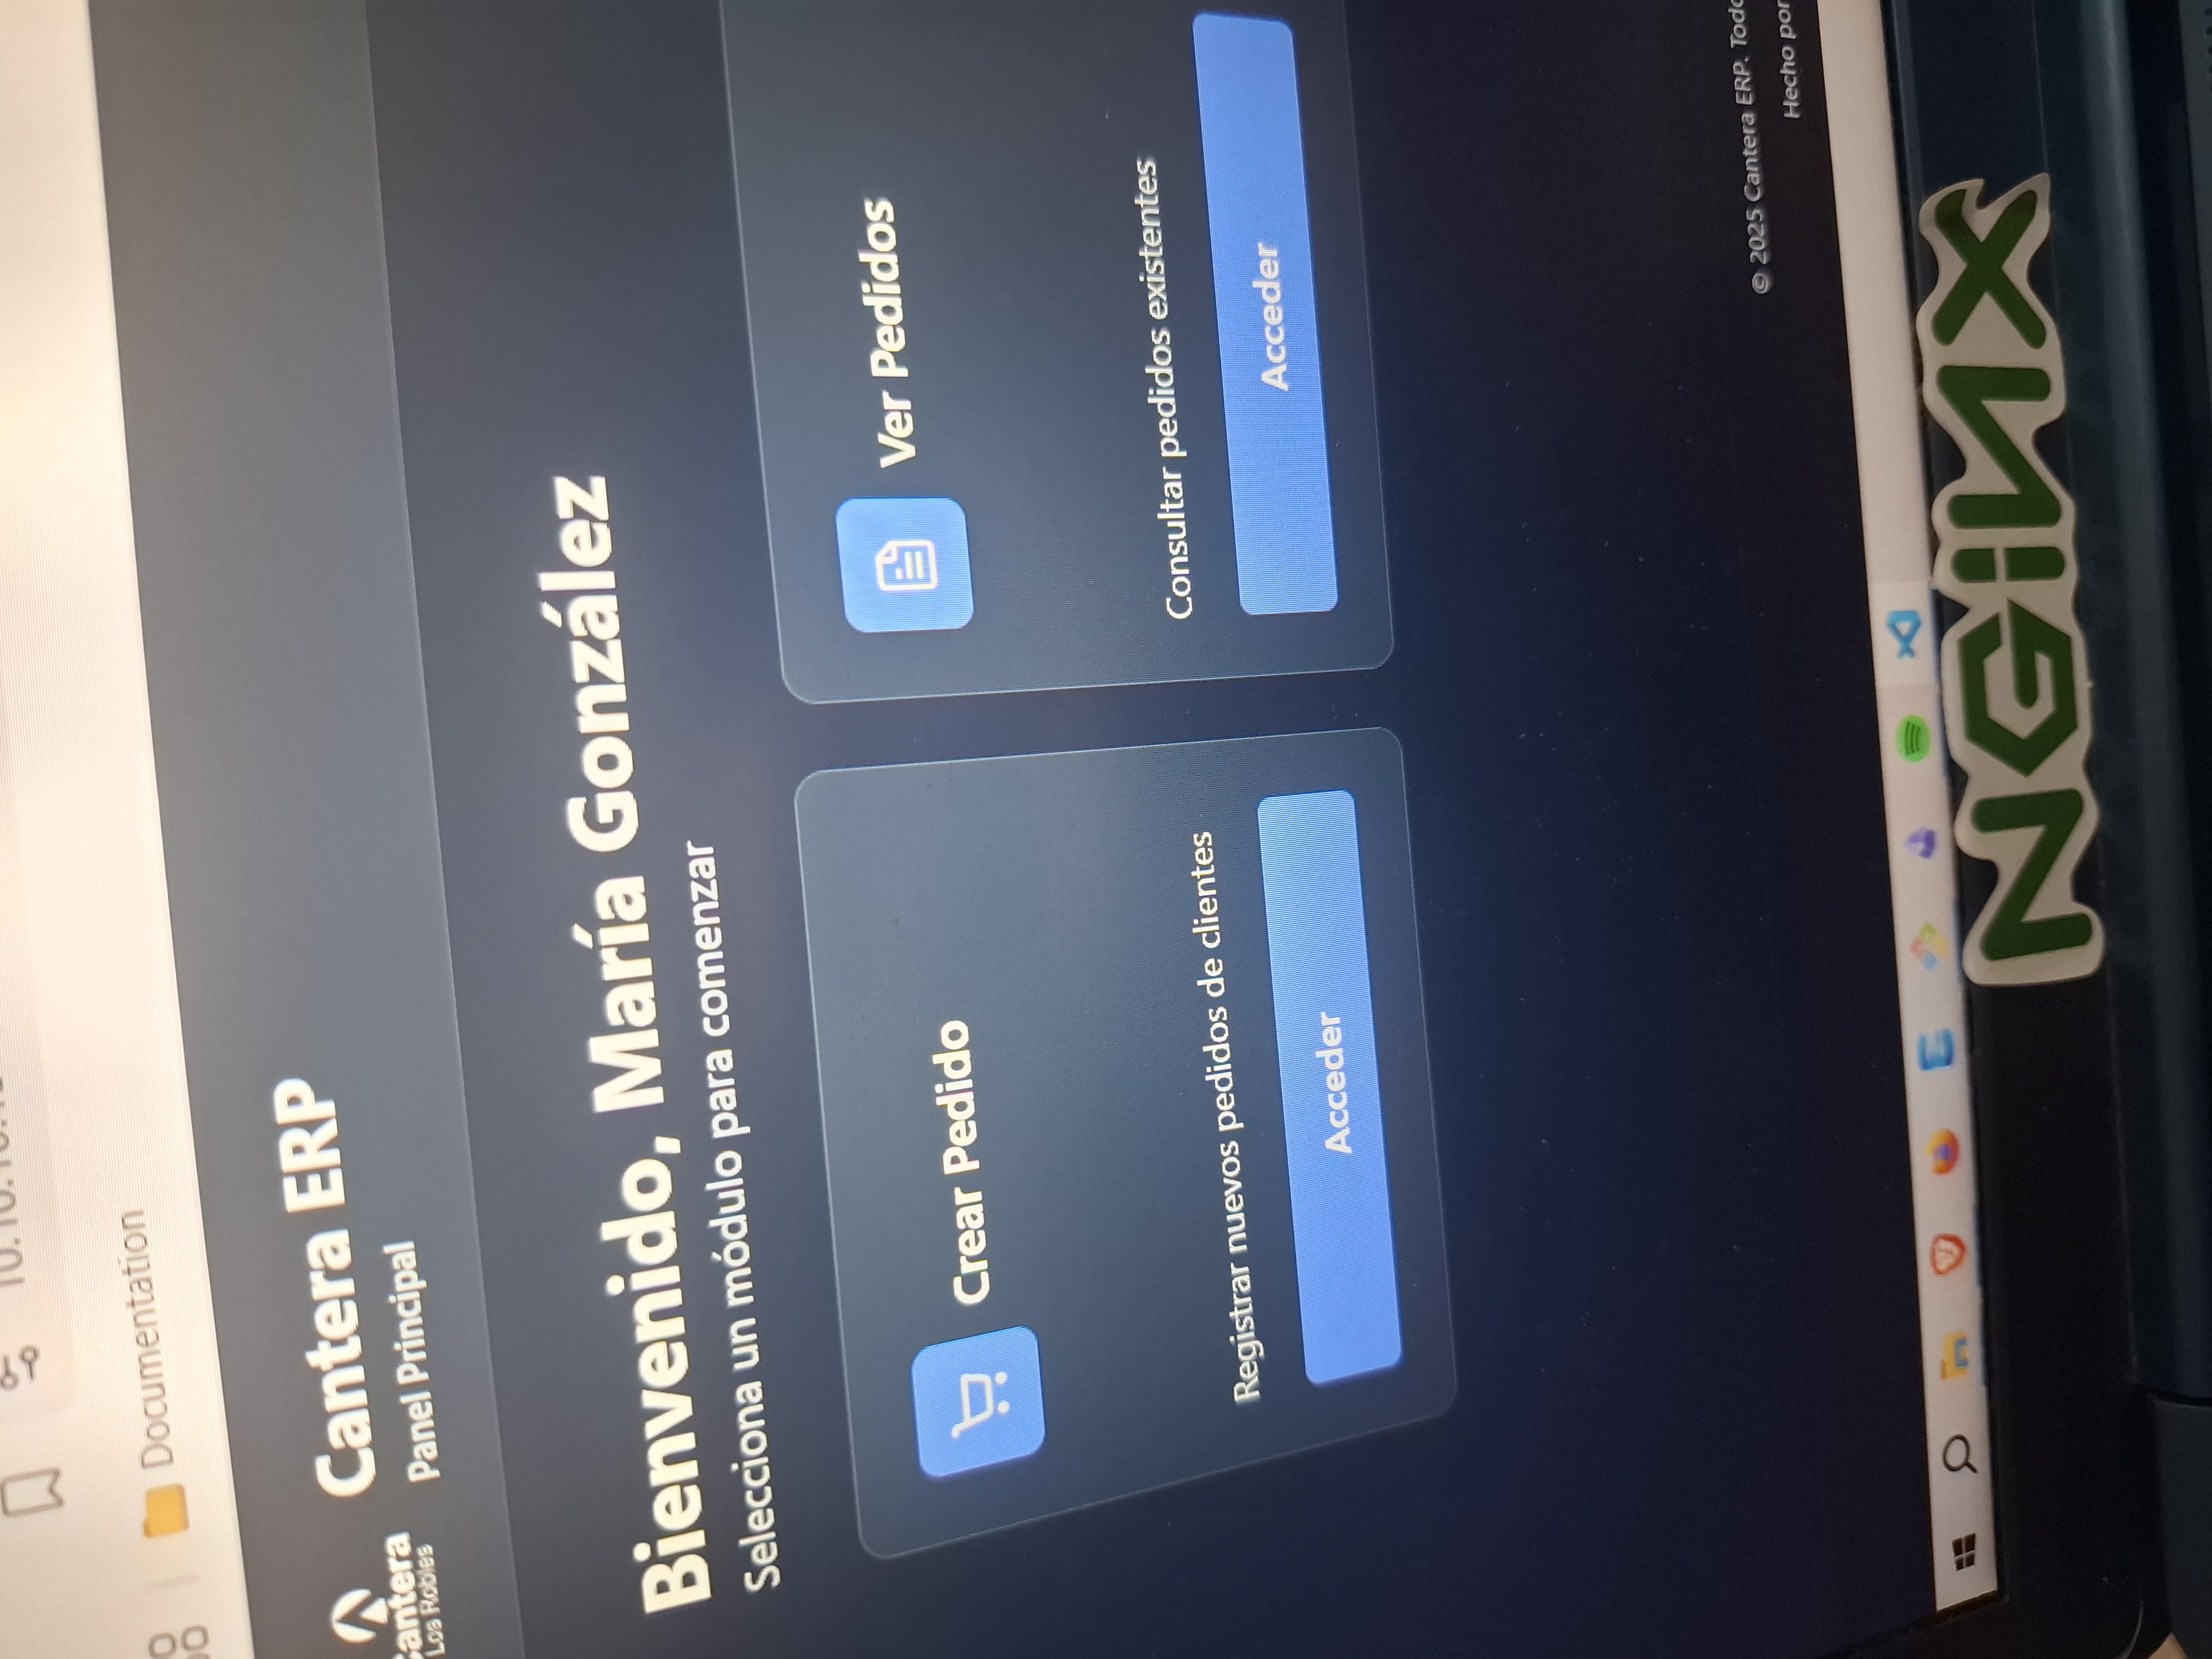 Documentation
Cantera
Los Robles
Cantera ERP
Panel Principal
Bienvenido, María González
Selecciona un módulo para comenzar
Crear Pedido
Registrar nuevos pedidos de clientes
Acceder
Ver Pedidos
Consultar pedidos existentes
Acceder
© 2025 Cantera ERP.
Hecho por
NGINX